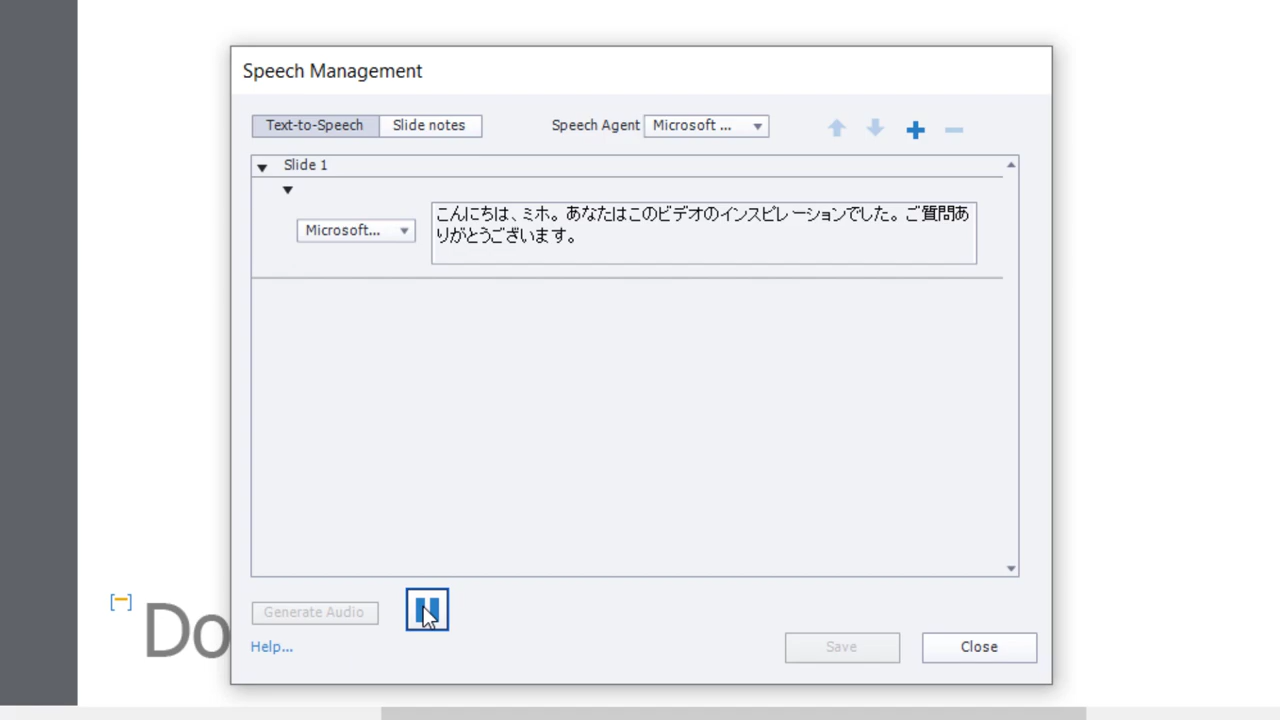 Speech Management
Text-to-Speech Slide notes Speech Agent Microsoft ...
Slide 1
Microsoft...
こんにちは、ミホ。あなたはこのビデオのインスピレーションでした。ご質問あ
りがとうございます。
Generate Audio
Do
Help...
Save Close